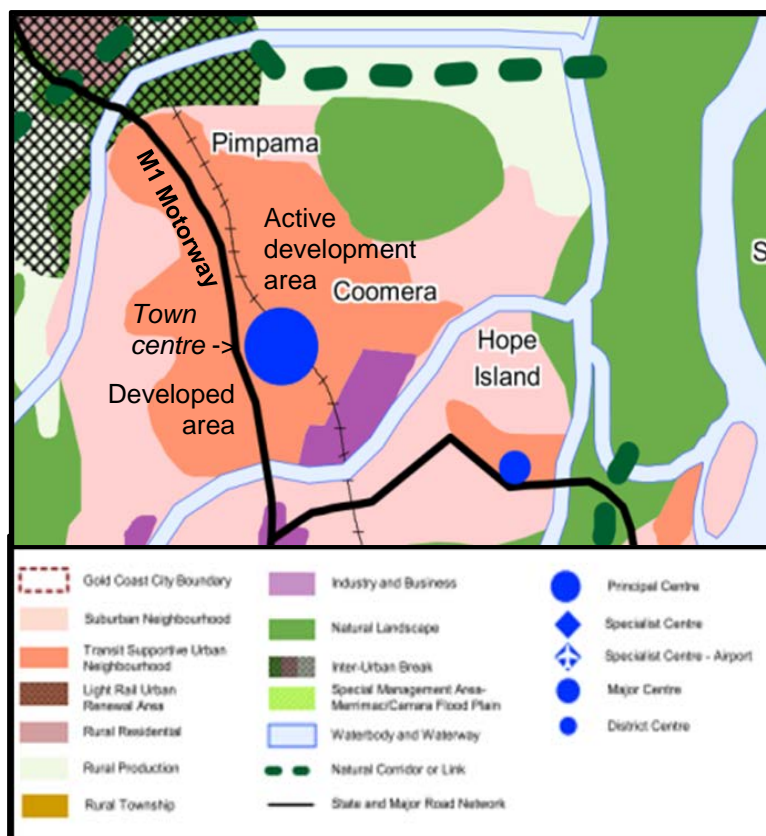 Pimpama
M1 Motorway
Active
development
area
Coomera
Town
centre ->
Hope
Island
Developed
area
S
Gold Coast City Boundary
Suburban Neighbourhood
Transit Supportive Urban
Neighbourhood
Light Rail Urban
Renewal Area
Rural Residential
Rural Production
Rural Township
Industry and Business
Natural Landscape
Inter-Urban Break
Special Management Area-
Merrimac/Carrara Flood Plain
Waterbody and Waterway
Natural Corridor or Link
State and Major Road Network
Principal Centre
Specialist Centre
Specialist Centre - Airport
Major Centre
District Centre